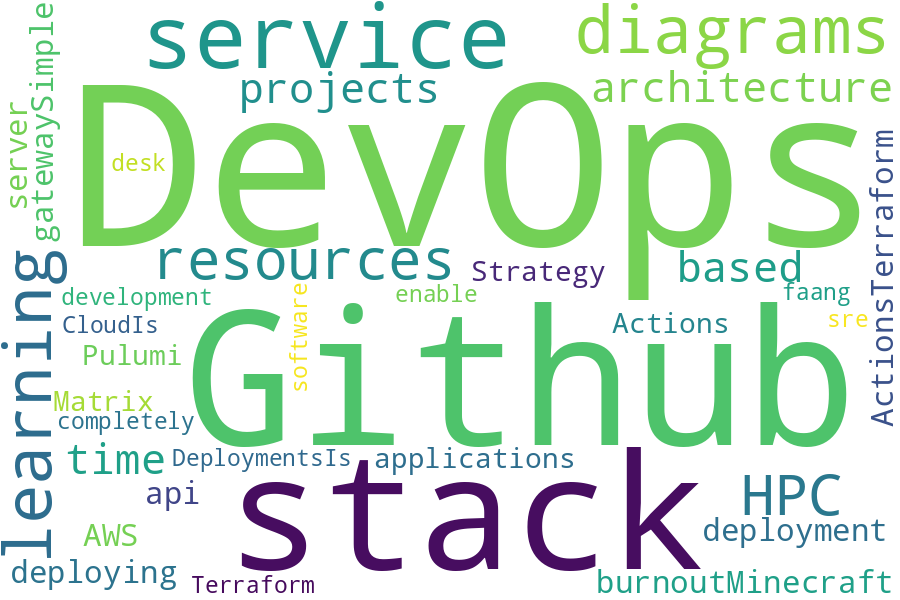 service
diagrams
projects
architecture
DevOps
server
gatewaySimple
desk
resources
Strategy
based
ActionsTerraform
learning
development
software
enable
faang
CloudIs
Github
Actions
sre
Pulumi
Matrix
completely
time
DeploymentsIs
applications
stack
api
HPC
AWS
deployment
deploying
Terraform
burnoutMinecraft